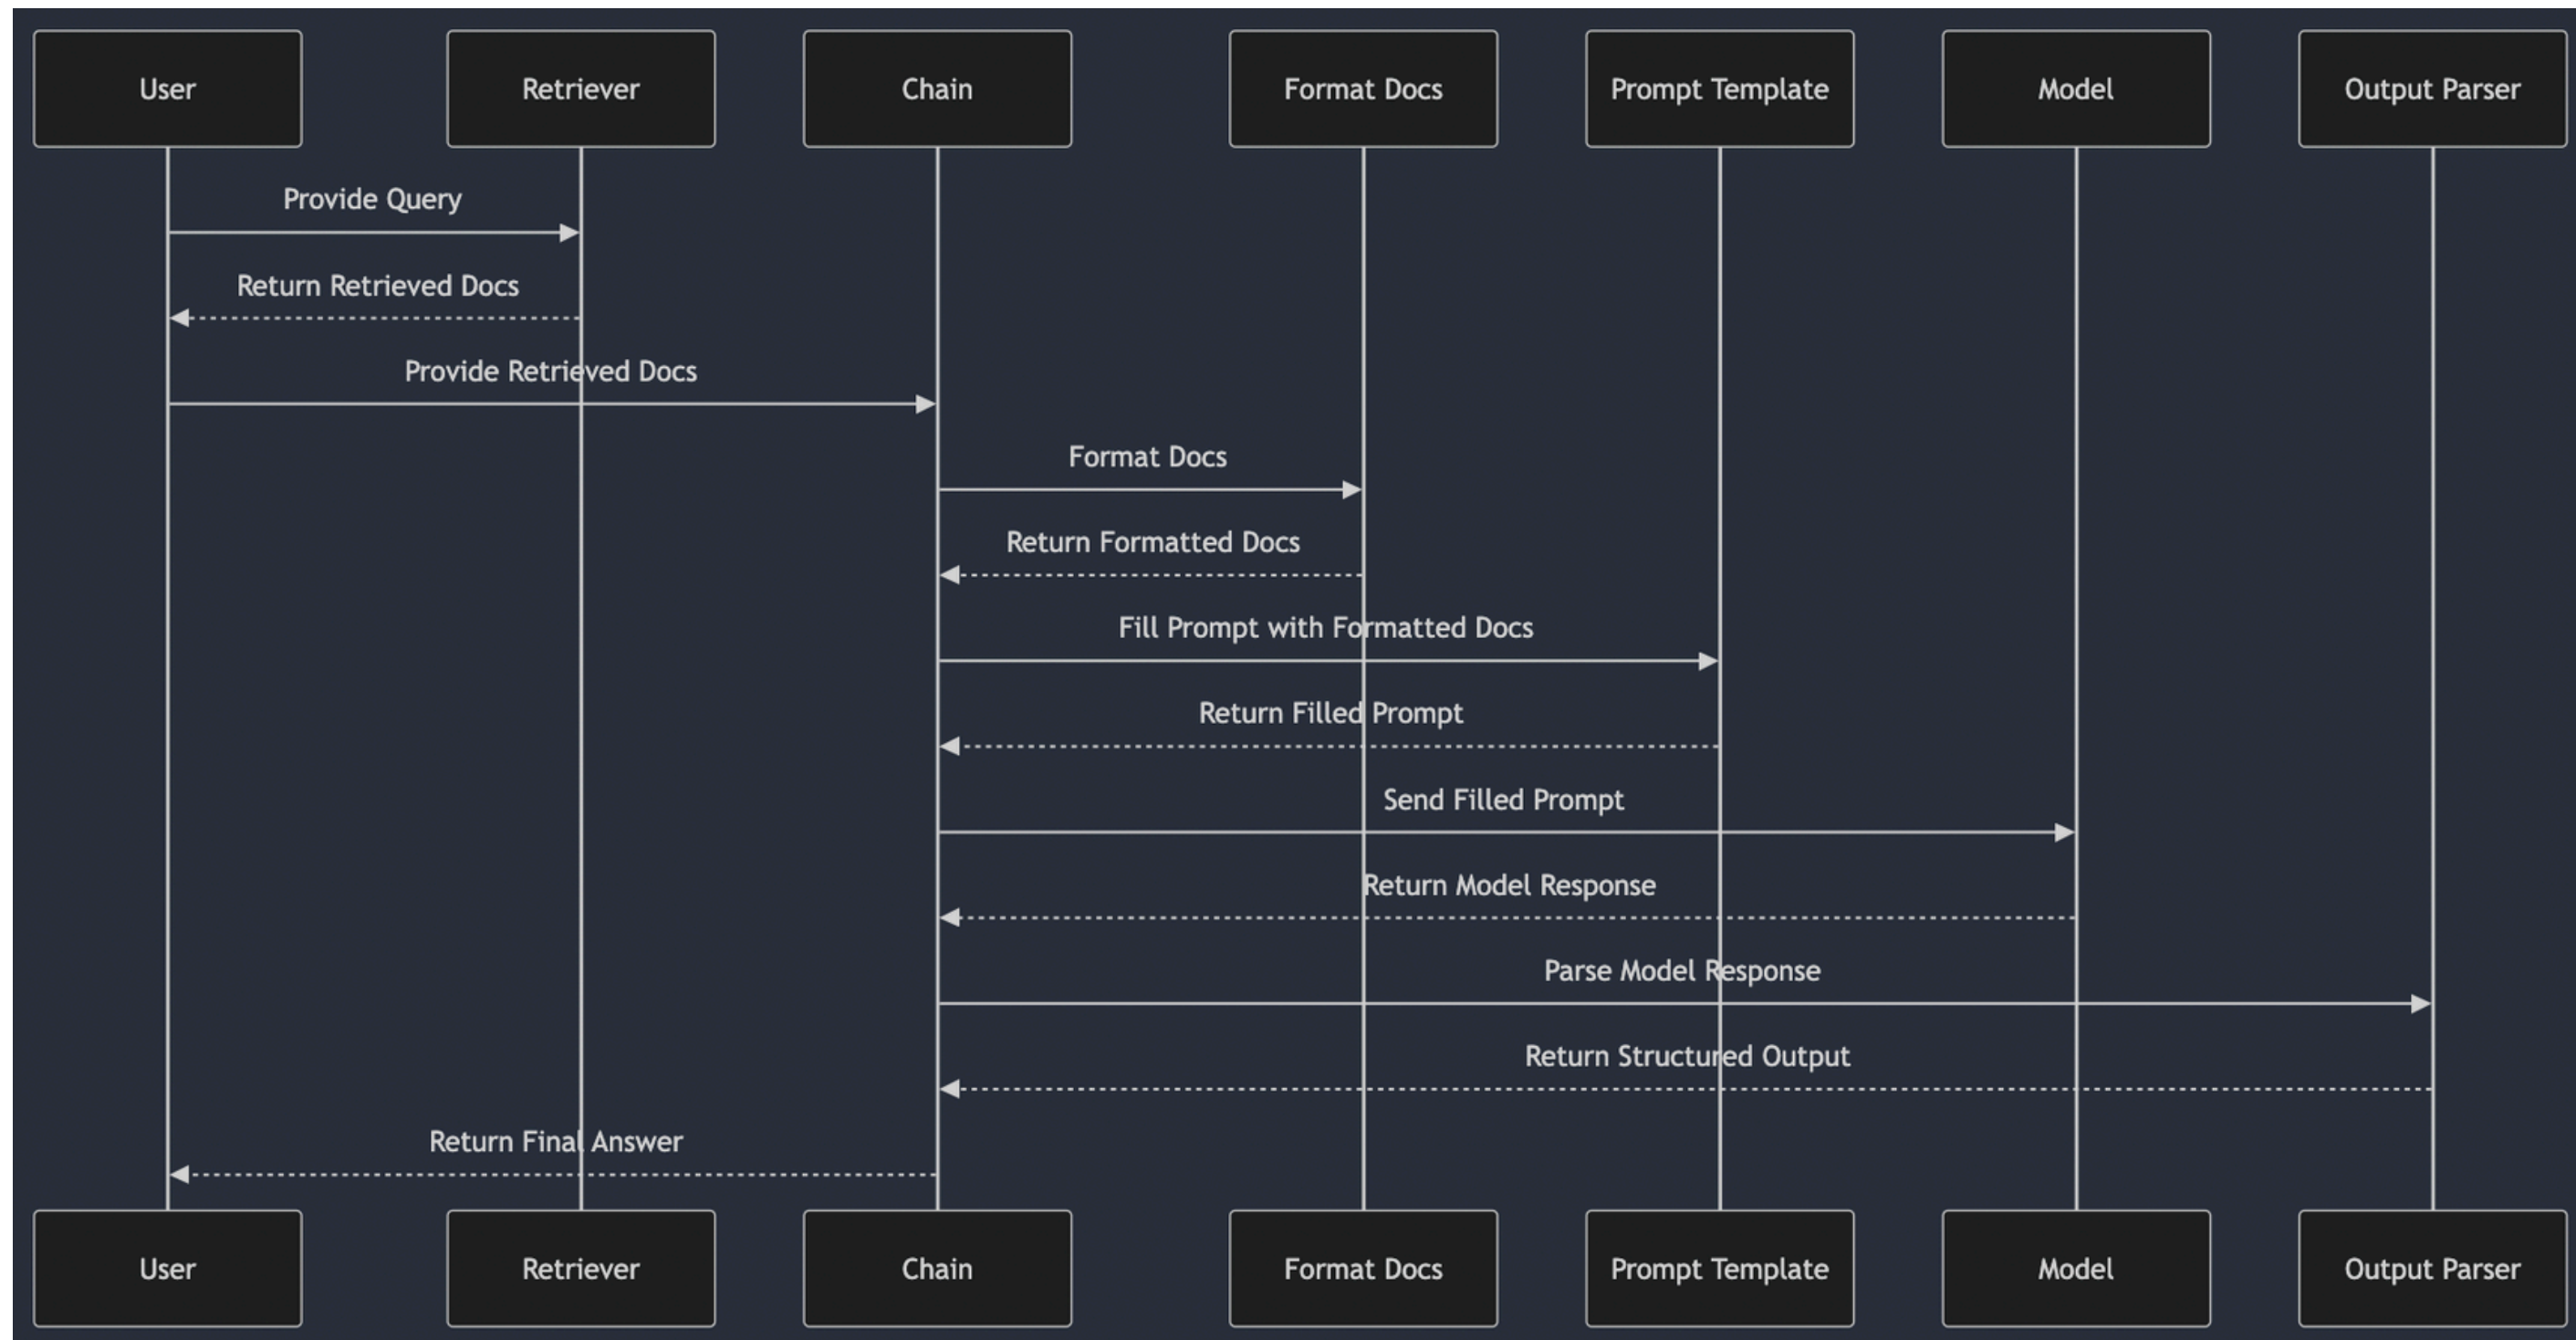 User
Retriever
Chain
Format Docs
Prompt Template
Model
Output Parser
Provide Query
Return Retrieved Docs
Provide Retrieved Docs
Format Docs
Return Formatted Docs
Fill Prompt with Formatted Docs
Return Filled Prompt
Send Filled Prompt
Return Model Response
Parse Model Response
Return Structured Output
Return Final Answer
User
Retriever
Chain
Format Docs
Prompt Template
Model
Output Parser